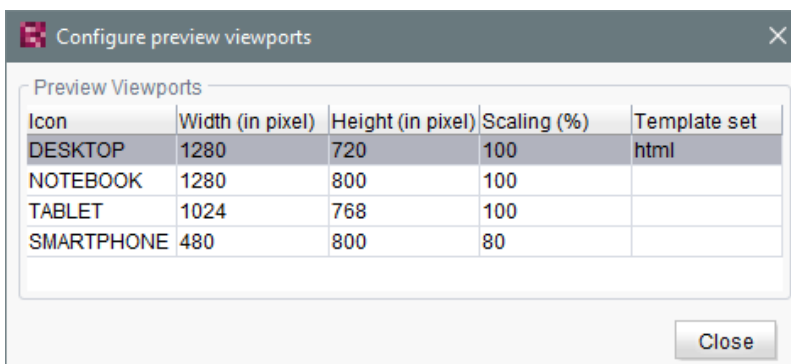 Configure preview viewports
Preview Viewports
Icon Width (in pixel) Height (in pixel) Scaling (%) Template set
DESKTOP 1280 720 100 html
NOTEBOOK 1280 800 100
TABLET 1024 768 100
SMARTPHONE 480 800 80
Close